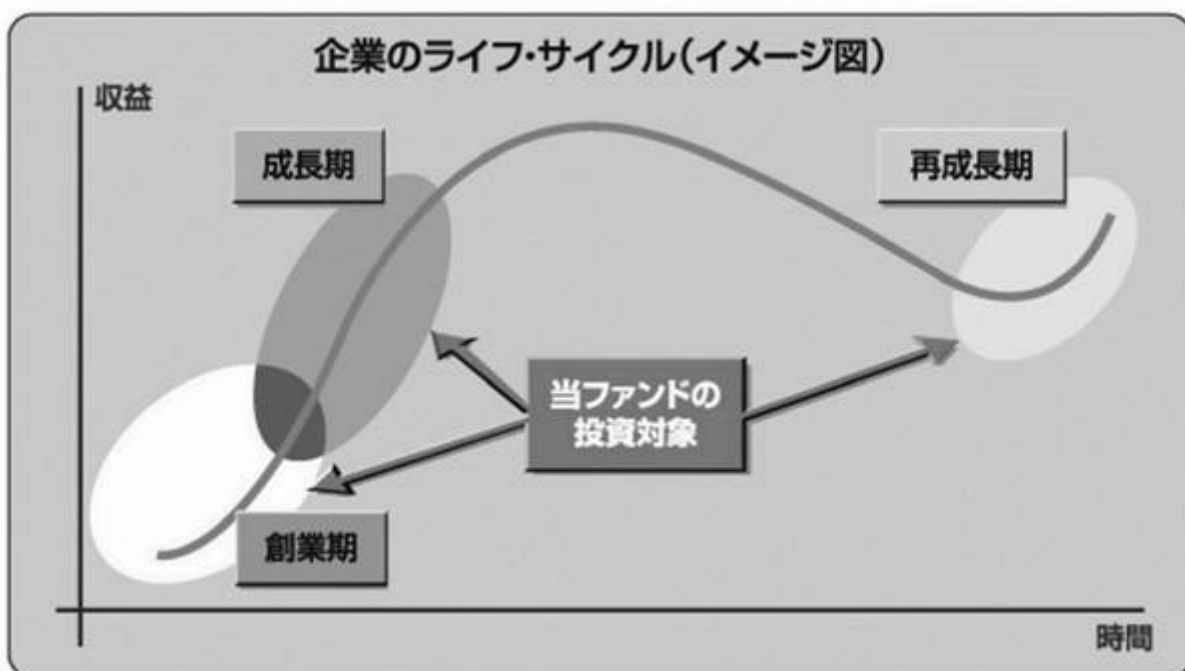 企業のライフ・サイクル(イメージ図)
収益
成長期
再成長期
当ファンドの
投資対象
創業期
時間